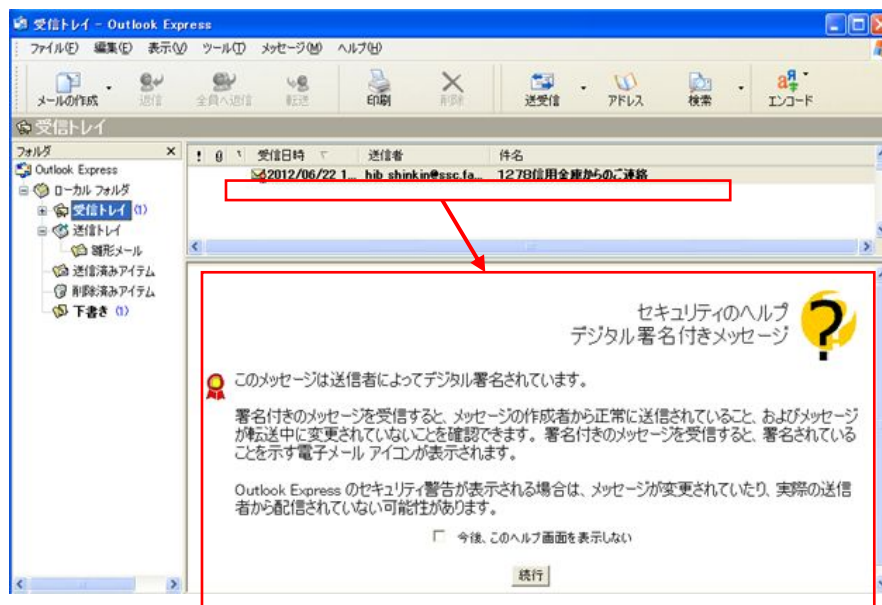 受信トレイ - Outlook Express
ファイル(F) 編集(E) 表示(V) ツール(T) メッセージ(M) ヘルプ(H)
メールの作成 返信 全員へ返信 転送 印刷 削除 送受信 アドレス 検索 エンコード
受信トレイ
フォルダ ×
! 受信日時 送信者 件名
Outlook Express
2012/06/22 1... hib_shinkin@ssc.fa... 1278信用金庫からのご連絡
ローカル フォルダ
受信トレイ (1)
送信トレイ
雛形メール
送信済みアイテム
削除済みアイテム
下書き (1)
セキュリティのヘルプ
デジタル署名付きメッセージ
このメッセージは送信者によってデジタル署名されています。
署名付きのメッセージを受信すると、メッセージの作成者から正常に送信されていること、およびメッセージ
が転送中に変更されていないことを確認できます。署名付きのメッセージを受信すると、署名されている
ことを示す電子メール アイコンが表示されます。
Outlook Express のセキュリティ警告が表示される場合は、メッセージが変更されていたり、実際の送信
者から配信されていない可能性があります。
今後、このヘルプ画面を表示しない
続行